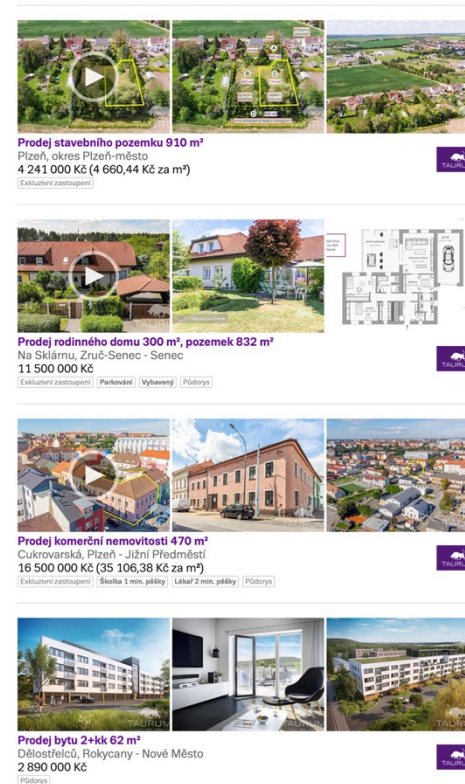 Prodej stavebního pozemku 910 m²
Plzeň, okres Plzeň-město
4 241 000 Kč (4 660,44 Kč za m²)
Exkluzivní zastoupení
TAURUM
Prodej rodinného domu 300 m², pozemek 832 m²
Na Sklárnu, Zruč-Senec - Senec
11 500 000 Kč
Exkluzivní zastoupení Parkování Vybavený Půdorys
Prodej komerční nemovitosti 470 m²
Cukrovarská, Plzeň - Jižní Předměstí
16 500 000 Kč (35 106,38 Kč za m²)
Exkluzivní zastoupení Školka 1 min. pěšky Lékař 2 min. pěšky Půdorys
TAURUM
Prodej bytu 2+kk 62 m²
Dělostřelců, Rokycany - Nové Město
2 890 000 Kč
Půdorys